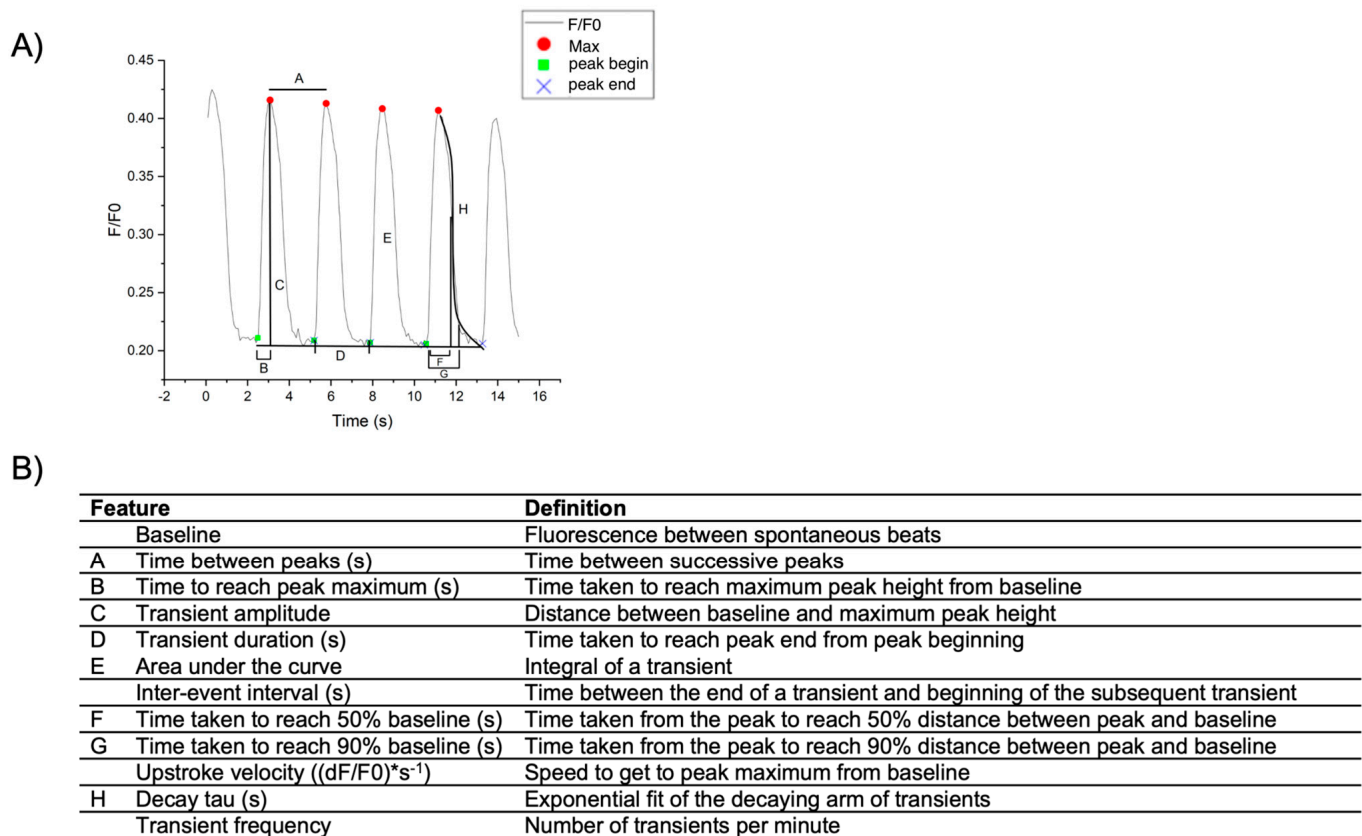 A)
F/F0
Max
peak begin
peak end
0.45
0.40
0.35
0.30
0.25
0.20
F/F0
A
C
E
H
B
D
F
G
-2 0 2 4 6 8 10 12 14 16
Time (s)
B)
Feature Definition
Baseline Fluorescence between spontaneous beats
A Time between peaks (s) Time between successive peaks
B Time to reach peak maximum (s) Time taken to reach maximum peak height from baseline
C Transient amplitude Distance between baseline and maximum peak height
D Transient duration (s) Time taken to reach peak end from peak beginning
E Area under the curve Integral of a transient
Inter-event interval (s) Time between the end of a transient and beginning of the subsequent transient
F Time taken to reach 50% baseline (s) Time taken from the peak to reach 50% distance between peak and baseline
G Time taken to reach 90% baseline (s) Time taken from the peak to reach 90% distance between peak and baseline
Upstroke velocity ((dF/F0)*s⁻¹) Speed to get to peak maximum from baseline
H Decay tau (s) Exponential fit of the decaying arm of transients
Transient frequency Number of transients per minute